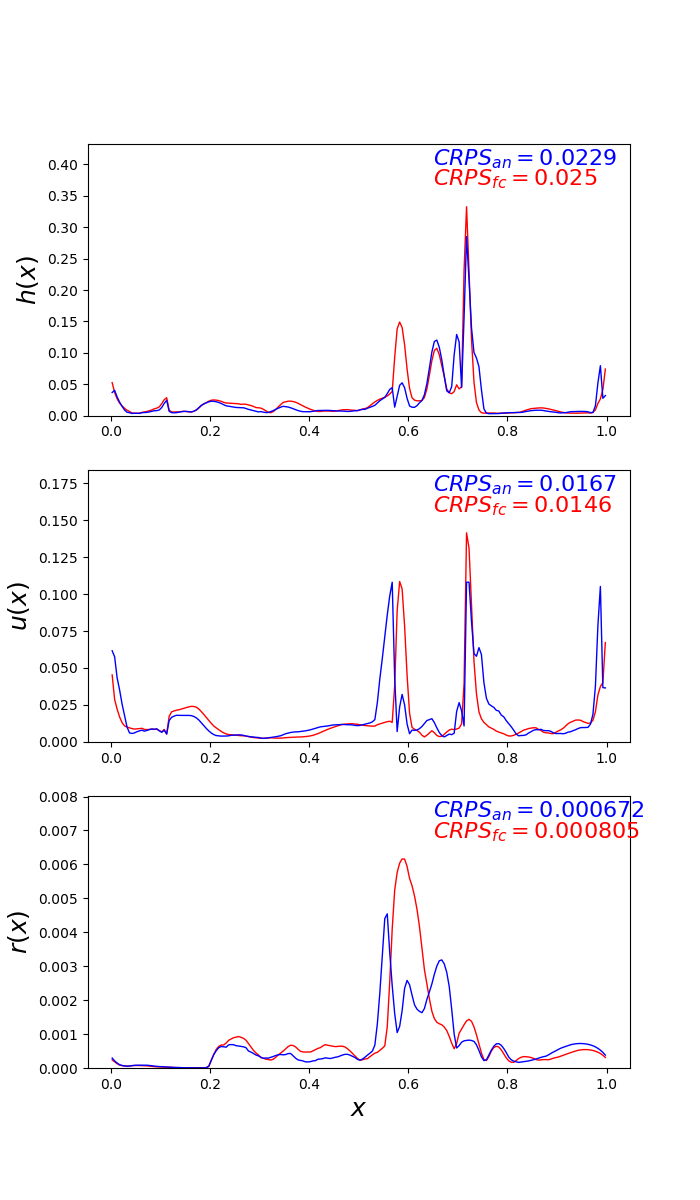 CRPS_an = 0.0229
CRPS_fc = 0.025
0.40
0.35
0.30
0.25
0.20
0.15
0.10
0.05
0.00
h(x)
0.0 0.2 0.4 0.6 0.8 1.0
CRPS_an = 0.0167
CRPS_fc = 0.0146
0.175
0.150
0.125
0.100
0.075
0.050
0.025
0.000
u(x)
0.0 0.2 0.4 0.6 0.8 1.0
CRPS_an = 0.000672
CRPS_fc = 0.000805
0.008
0.007
0.006
0.005
0.004
0.003
0.002
0.001
0.000
r(x)
0.0 0.2 0.4 0.6 0.8 1.0
x